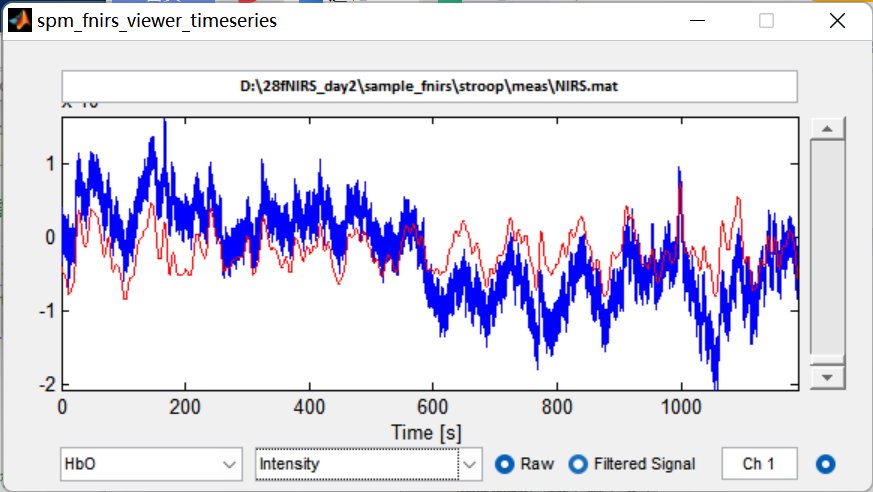 spm_fnirs_viewer_timeseries
D:\28fNIRS_day2\sample_fnirs\stroop\meas\NIRS.mat
1
0
-1
-2
0 200 400 600 800 1000
Time [s]
HbO Intensity Raw Filtered Signal Ch 1